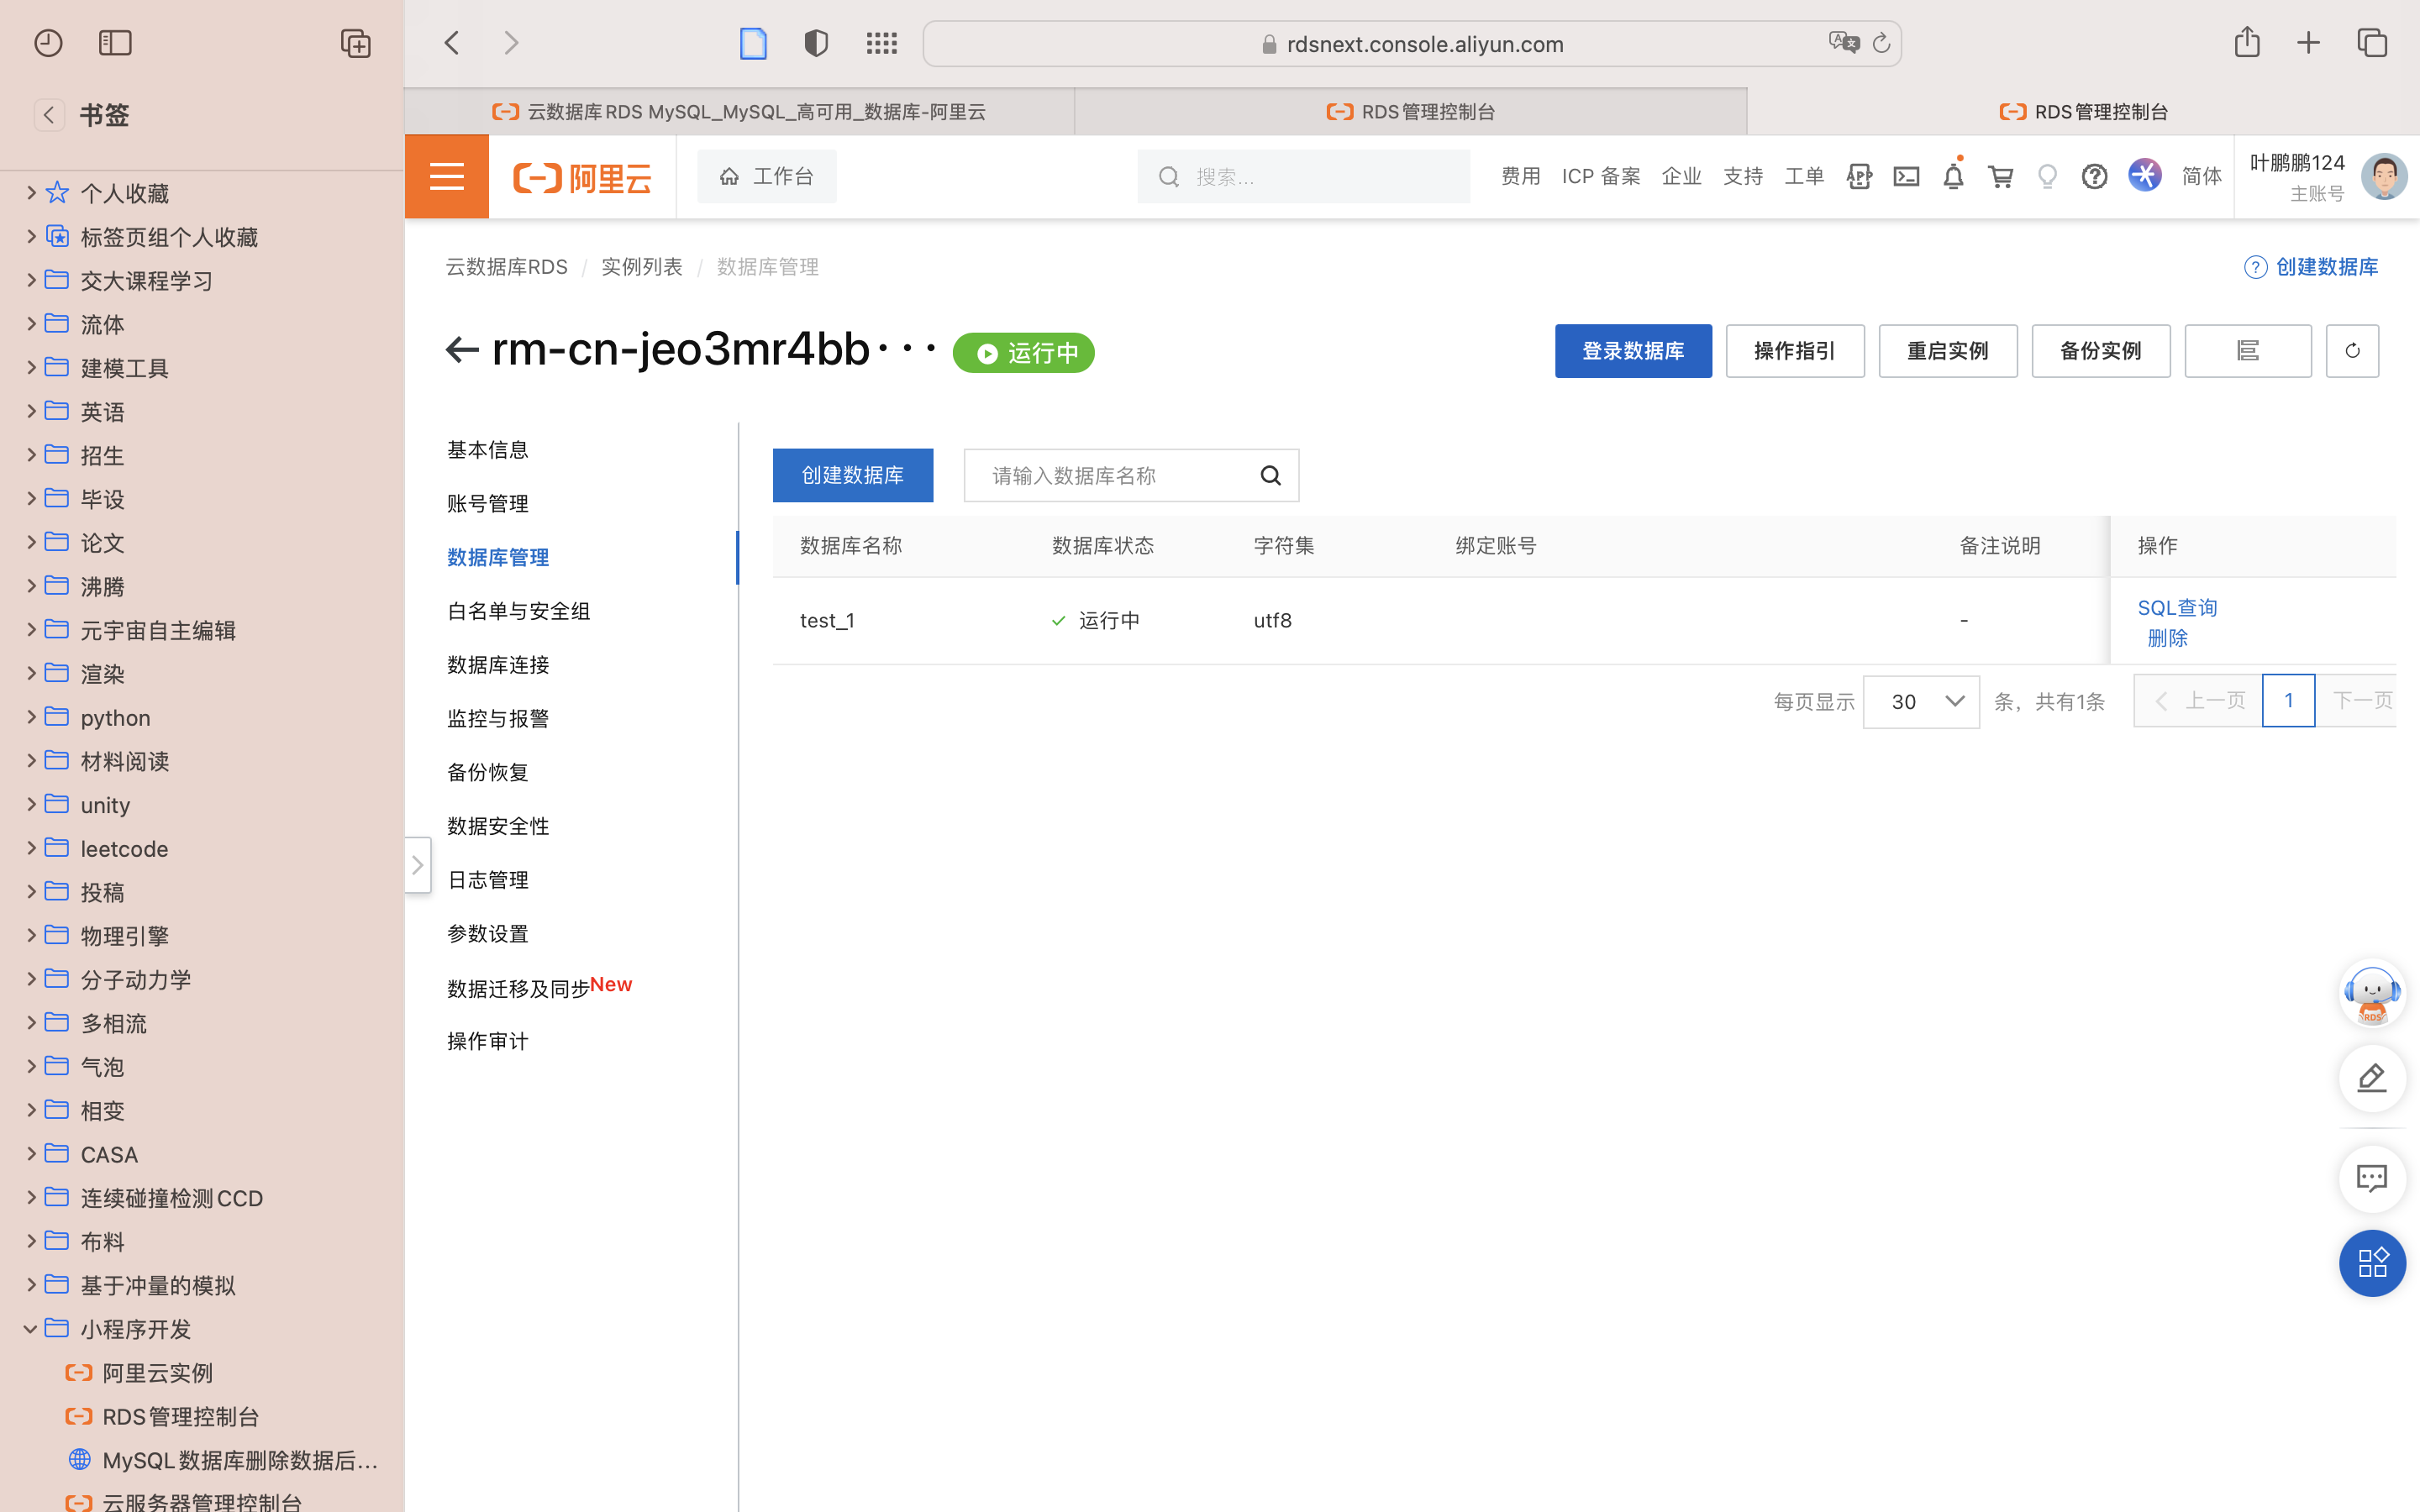 rdsnext.console.aliyun.com
书签
云数据库RDS MySQL_MySQL_高可用_数据库-阿里云
RDS管理控制台
RDS管理控制台
个人收藏
标签页组个人收藏
交大课程学习
流体
建模工具
英语
招生
毕设
论文
沸腾
元宇宙自主编辑
渲染
python
材料阅读
unity
leetcode
投稿
物理引擎
分子动力学
多相流
气泡
相变
CASA
连续碰撞检测CCD
布料
基于冲量的模拟
小程序开发
阿里云实例
RDS管理控制台
MySQL数据库删除数据后...
云服务器管理控制台
阿里云
工作台
搜索...
费用
ICP 备案
企业
支持
工单
APP
简体
叶鹏鹏124
主账号
云数据库RDS / 实例列表 / 数据库管理
创建数据库
rm-cn-jeo3mr4bb···
运行中
登录数据库
操作指引
重启实例
备份实例
基本信息
账号管理
数据库管理
白名单与安全组
数据库连接
监控与报警
备份恢复
数据安全性
日志管理
参数设置
数据迁移及同步New
操作审计
创建数据库
请输入数据库名称
数据库名称 数据库状态 字符集 绑定账号 备注说明 操作
test_1 运行中 utf8 - SQL查询
删除
每页显示 30 条，共有1条 上一页 1 下一页
RDS